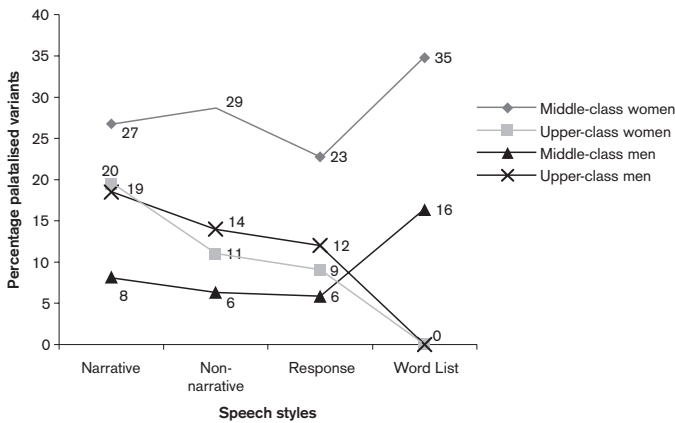 40
35
30
25
20
15
10
5
0
Percentage palatalised variants
27
29
23
35
20
19
14
11
12
9
8
6
6
16
0
Narrative
Non-
narrative
Response
Word List
Speech styles
Middle-class women
Upper-class women
Middle-class men
Upper-class men